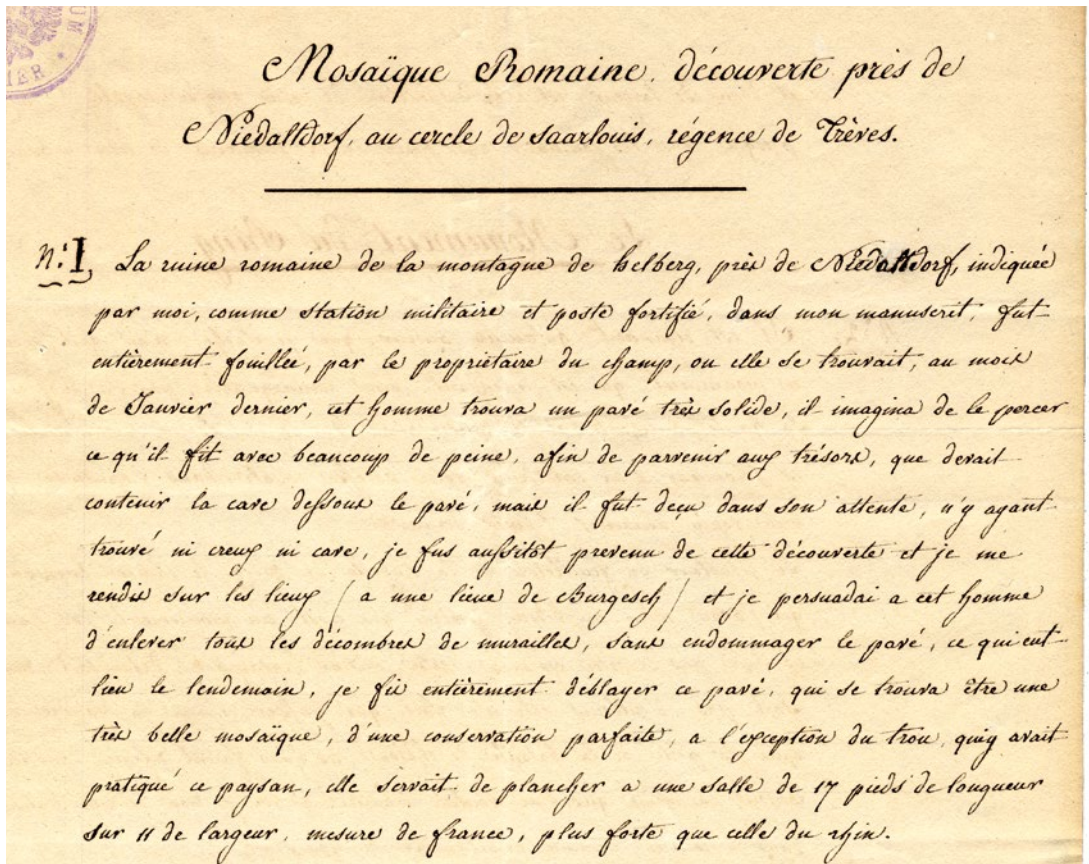 UM
IER *
Mosaïque Romaine, découverte près de
Niedaltdorf, au cercle de Saarlouis, régence de Trèves.
N:º I, La ruine romaine de la montagne de helberg, près de Niedaltdorf, indiquée
par moi, comme station militaire et poste fortifié, dans mon manuscrit, fut
entièrement fouilleé, par le propriétaire du champ, ou elle se trouvait, au mois
de Janvier dernier, cet homme trouva un pavé très solide, il imagina de le percer
ce qu'il fit avec beaucoup de peine, afin de parvenir aux trésors, que devait
contenir la cave dessous le pavé, mais il fut deçu dans son attente, n'y ayant
trouvé ni creux ni cave, je fus aussitôt prevenu de cette découverte et je me
rendis sur les lieux / a une lieue de Burgesch / et je persuadai a cet homme
d'enlever tous les décombres de murailles, sans endommager le pavé, ce qui eut
lieu le lendemain, je fis entièrement déblayer ce pavé, qui se trouva être une
très belle mosaïque, d'une conservation parfaite, a l'exception du trou, qu'y avait
pratiqué ce paysan, elle servait de plancher a une salle de 17 pieds de longueur
sur 11 de largeur, mesure de france, plus forte que celle du rhin.